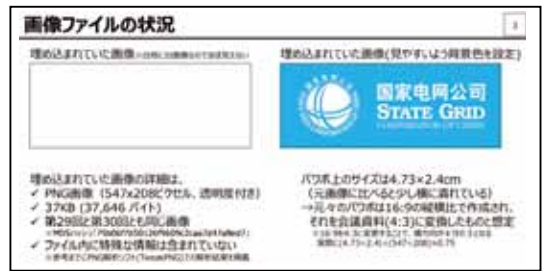 画像ファイルの状況
3
埋め込まれていた画像
埋め込まれていた画像(見やすいよう背景色を設定)
国家电网公司
STATE GRID
埋め込まれていた画像の詳細は、
✓ PNG画像（547x208ピクセル、透明度付き）
✓ 37KB (37,646 バイト)
✓ 第29回と第30回とも同じ画像
✓ ファイル内に特殊な情報は含まれていない
パワポ上のサイズは4.73×2.4cm
（元画像に比べると少し横に潰れている）
→元々のパワポは16:9の縦横比で作成され、
それを会議資料(4:3)に変換したものと想定